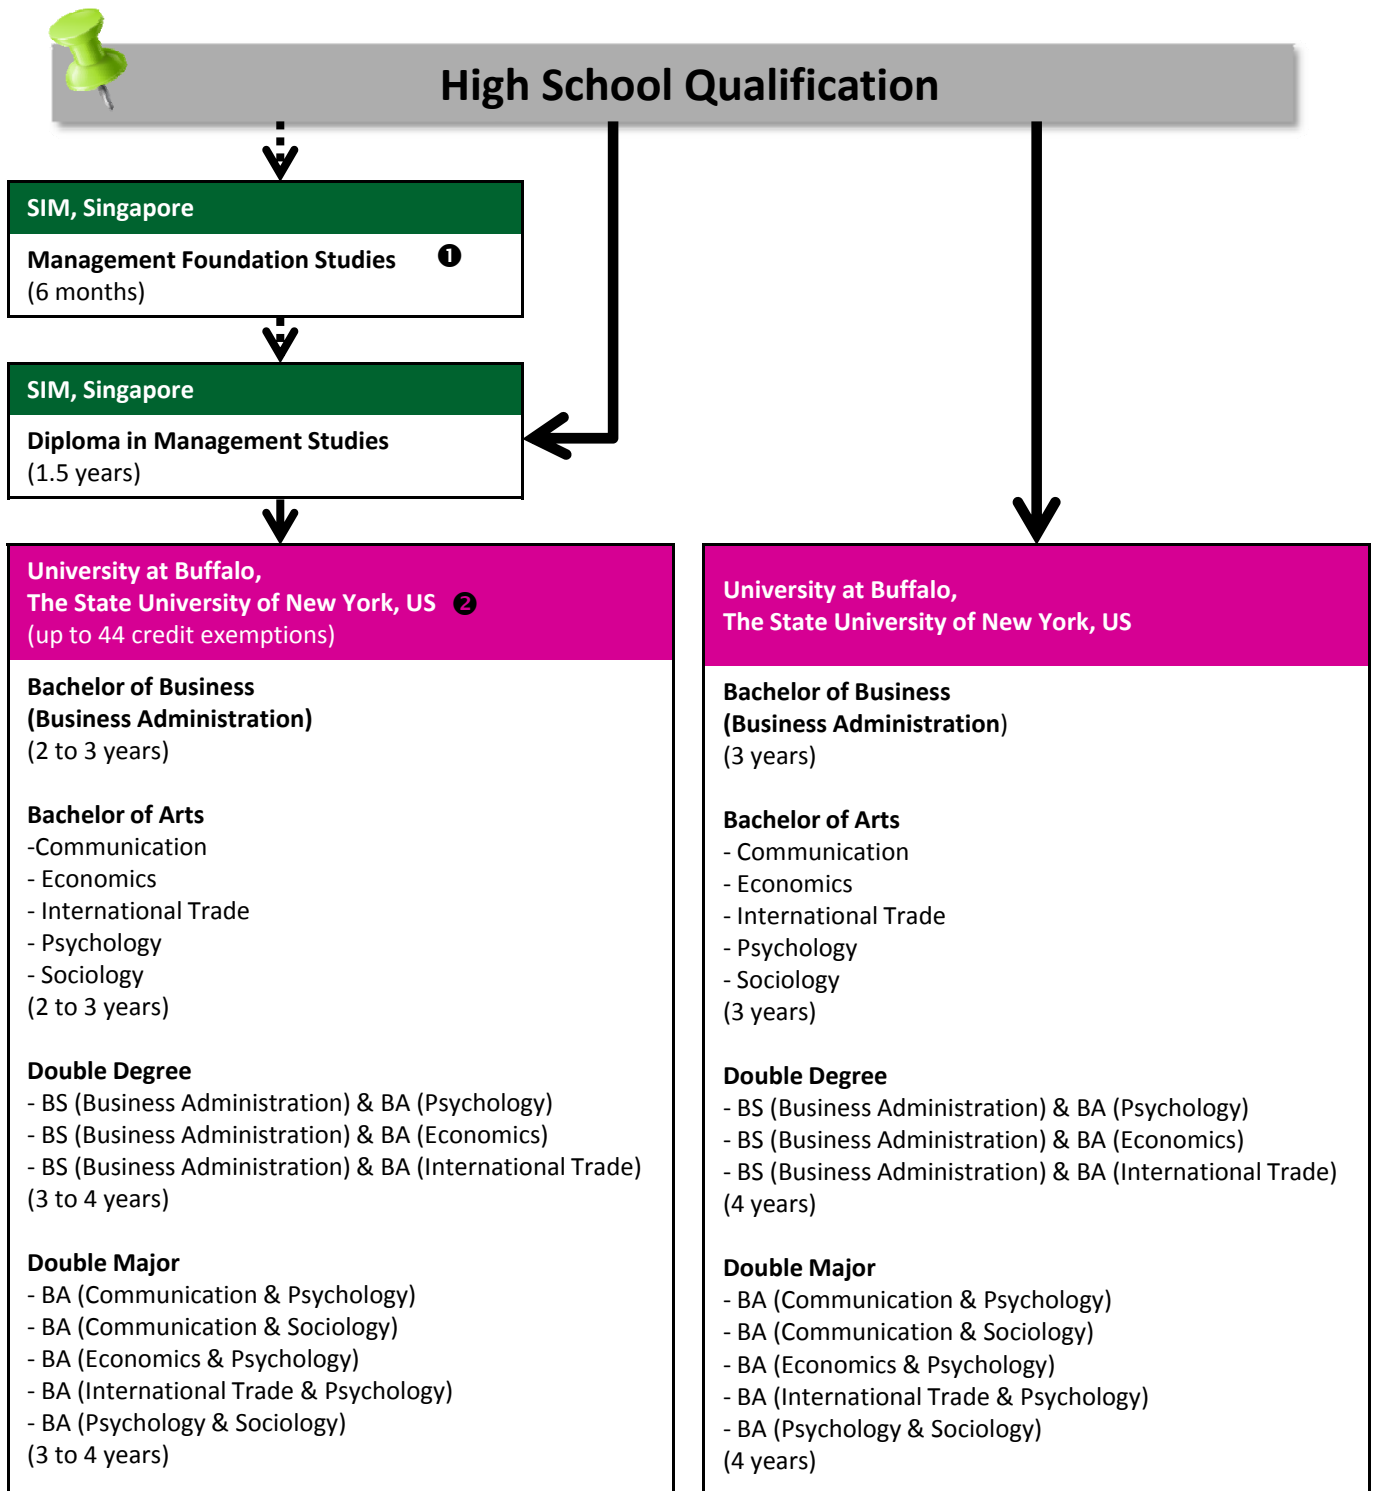 High School Qualification
SIM, Singapore
Management Foundation Studies ❶
(6 months)
SIM, Singapore
Diploma in Management Studies
(1.5 years)
University at Buffalo,
The State University of New York, US ❷
(up to 44 credit exemptions)
Bachelor of Business
(Business Administration)
(2 to 3 years)
Bachelor of Arts
-Communication
- Economics
- International Trade
- Psychology
- Sociology
(2 to 3 years)
Double Degree
- BS (Business Administration) & BA (Psychology)
- BS (Business Administration) & BA (Economics)
- BS (Business Administration) & BA (International Trade)
(3 to 4 years)
Double Major
- BA (Communication & Psychology)
- BA (Communication & Sociology)
- BA (Economics & Psychology)
- BA (International Trade & Psychology)
- BA (Psychology & Sociology)
(3 to 4 years)
University at Buffalo,
The State University of New York, US
Bachelor of Business
(Business Administration)
(3 years)
Bachelor of Arts
- Communication
- Economics
- International Trade
- Psychology
- Sociology
(3 years)
Double Degree
- BS (Business Administration) & BA (Psychology)
- BS (Business Administration) & BA (Economics)
- BS (Business Administration) & BA (International Trade)
(4 years)
Double Major
- BA (Communication & Psychology)
- BA (Communication & Sociology)
- BA (Economics & Psychology)
- BA (International Trade & Psychology)
- BA (Psychology & Sociology)
(4 years)